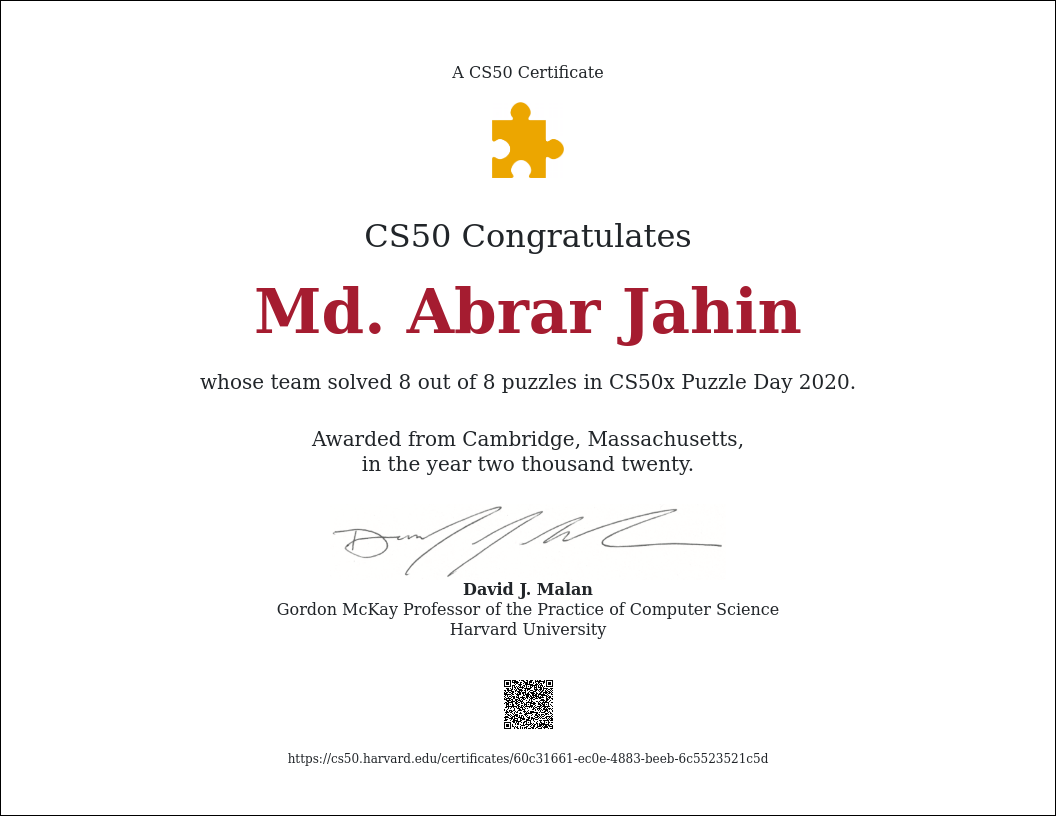 A CS50 Certificate
CS50 Congratulates
Md. Abrar Jahin
whose team solved 8 out of 8 puzzles in CS50x Puzzle Day 2020.
Awarded from Cambridge, Massachusetts,
in the year two thousand twenty.
David J. Malan
Gordon McKay Professor of the Practice of Computer Science
Harvard University
https://cs50.harvard.edu/certificates/60c31661-ec0e-4883-beeb-6c5523521c5d